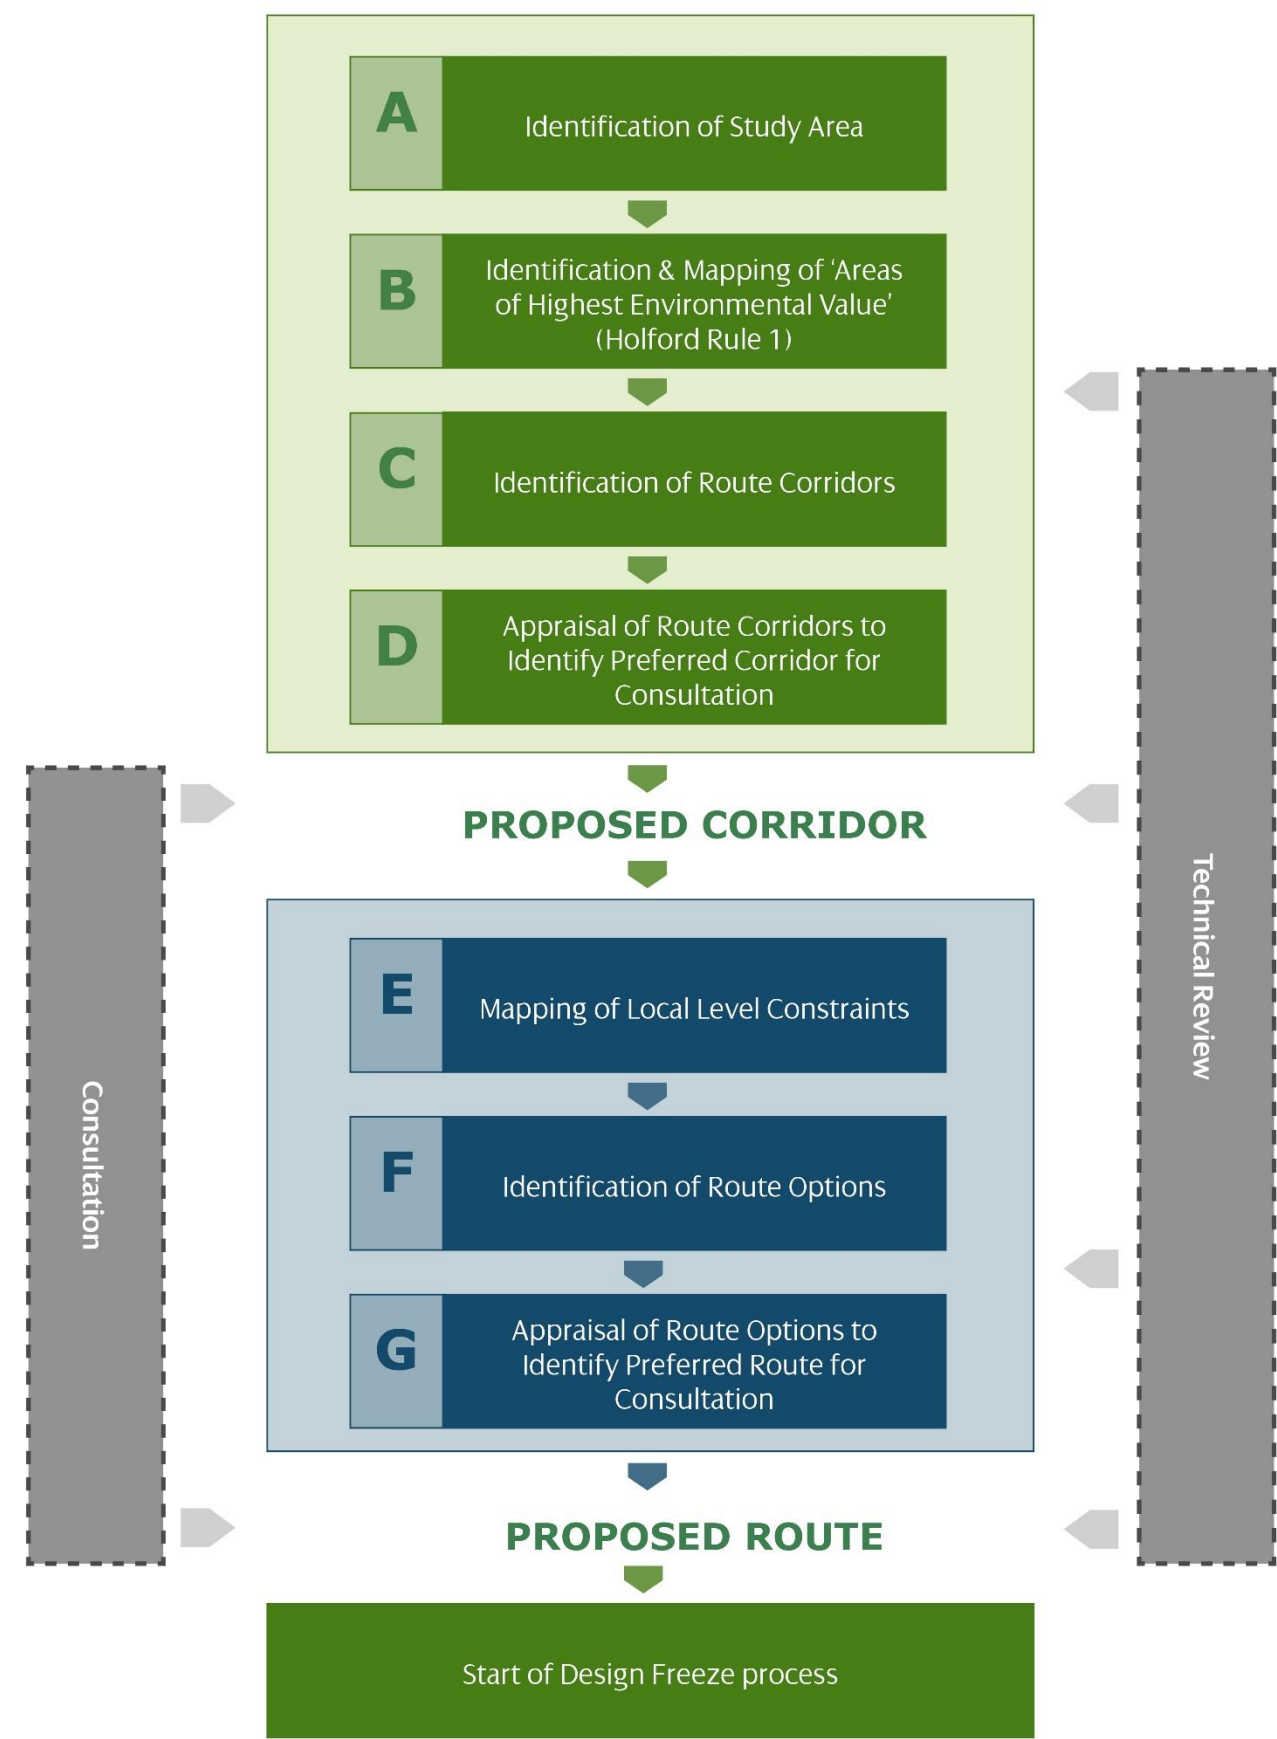 A
Identification of Study Area
B
Identification & Mapping of ‘Areas
of Highest Environmental Value’
(Holford Rule 1)
C
Identification of Route Corridors
D
Appraisal of Route Corridors to
Identify Preferred Corridor for
Consultation
PROPOSED CORRIDOR
E
Mapping of Local Level Constraints
F
Identification of Route Options
G
Appraisal of Route Options to
Identify Preferred Route for
Consultation
PROPOSED ROUTE
Start of Design Freeze process
Consultation
Technical Review